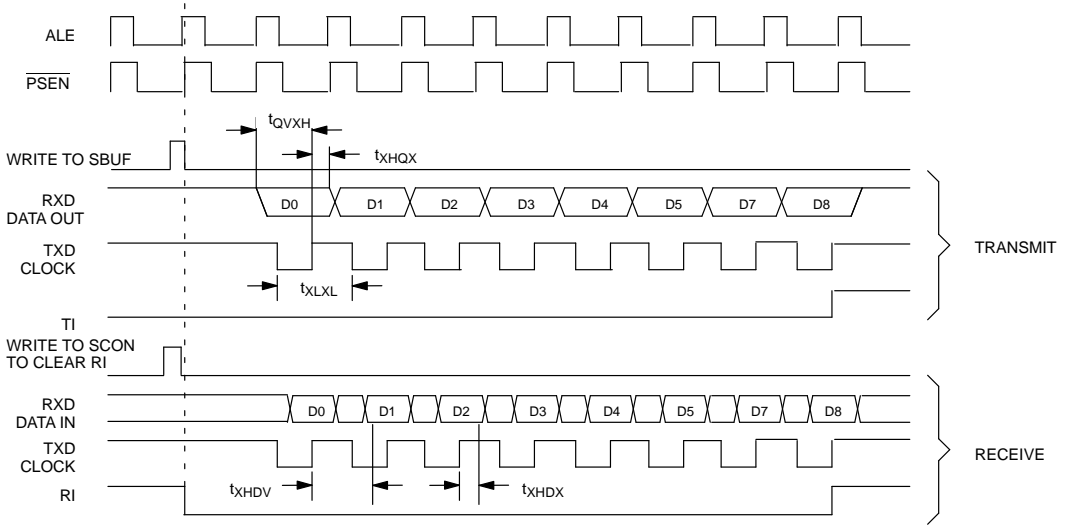 ALE
PSEN
tQVXH
tXHQX
WRITE TO SBUF
RXD
DATA OUT
D0 D1 D2 D3 D4 D5 D7 D8
TXD
CLOCK
TRANSMIT
tXLXL
TI
WRITE TO SCON
TO CLEAR RI
RXD
DATA IN
D0 D1 D2 D3 D4 D5 D7 D8
TXD
CLOCK
RECEIVE
tXHDV
tXHDX
RI